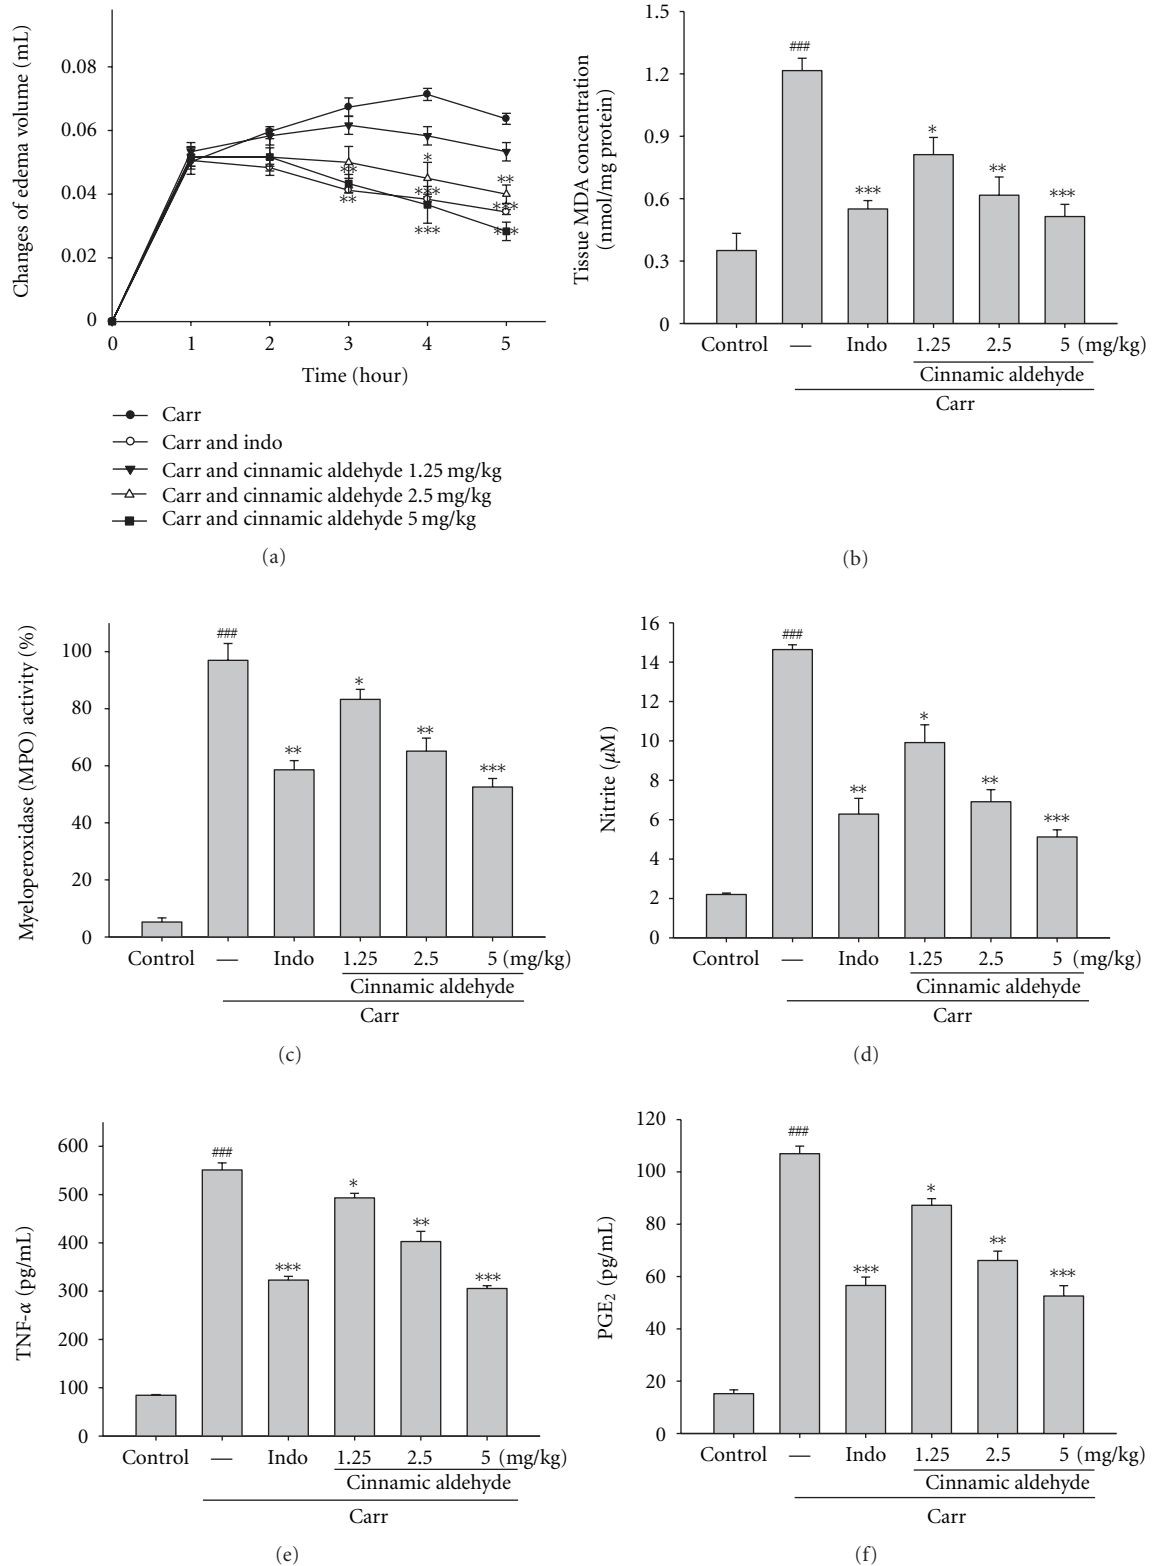 Changes of edema volume (mL)
0.08
0.06
0.04
0.02
0
*
**
**
**
***
***
***
***
0
1
2
3
4
5
Time (hour)
Carr
Carr and indo
Carr and cinnamic aldehyde 1.25 mg/kg
Carr and cinnamic aldehyde 2.5 mg/kg
Carr and cinnamic aldehyde 5 mg/kg
(a)
Tissue MDA concentration
(nmol/mg protein)
1.5
1.2
0.9
0.6
0.3
0
###
***
*
**
***
Control — Indo 1.25 2.5 5 (mg/kg)
Cinnamic aldehyde
Carr
(b)
Myeloperoxidase (MPO) activity (%)
100
80
60
40
20
0
###
**
*
**
***
Control — Indo 1.25 2.5 5 (mg/kg)
Cinnamic aldehyde
Carr
(c)
Nitrite (µM)
16
14
12
10
8
6
4
2
0
###
**
*
**
***
Control — Indo 1.25 2.5 5 (mg/kg)
Cinnamic aldehyde
Carr
(d)
TNF-α (pg/mL)
600
500
400
300
200
100
0
###
***
*
**
***
Control — Indo 1.25 2.5 5 (mg/kg)
Cinnamic aldehyde
Carr
(e)
PGE₂ (pg/mL)
120
100
80
60
40
20
0
###
***
*
**
***
Control — Indo 1.25 2.5 5 (mg/kg)
Cinnamic aldehyde
Carr
(f)